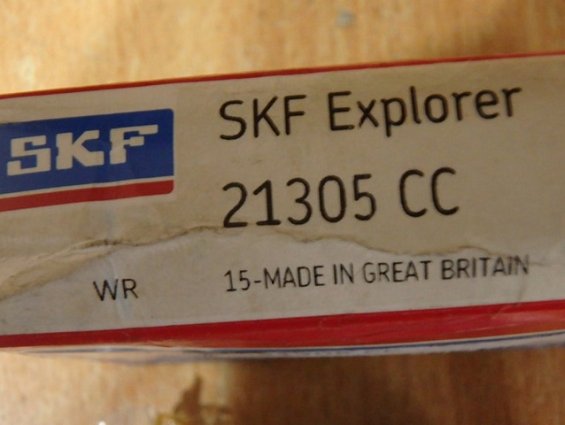 SKF
SKF Explorer
21305 CC
WR
15-MADE IN GREAT BRITAIN